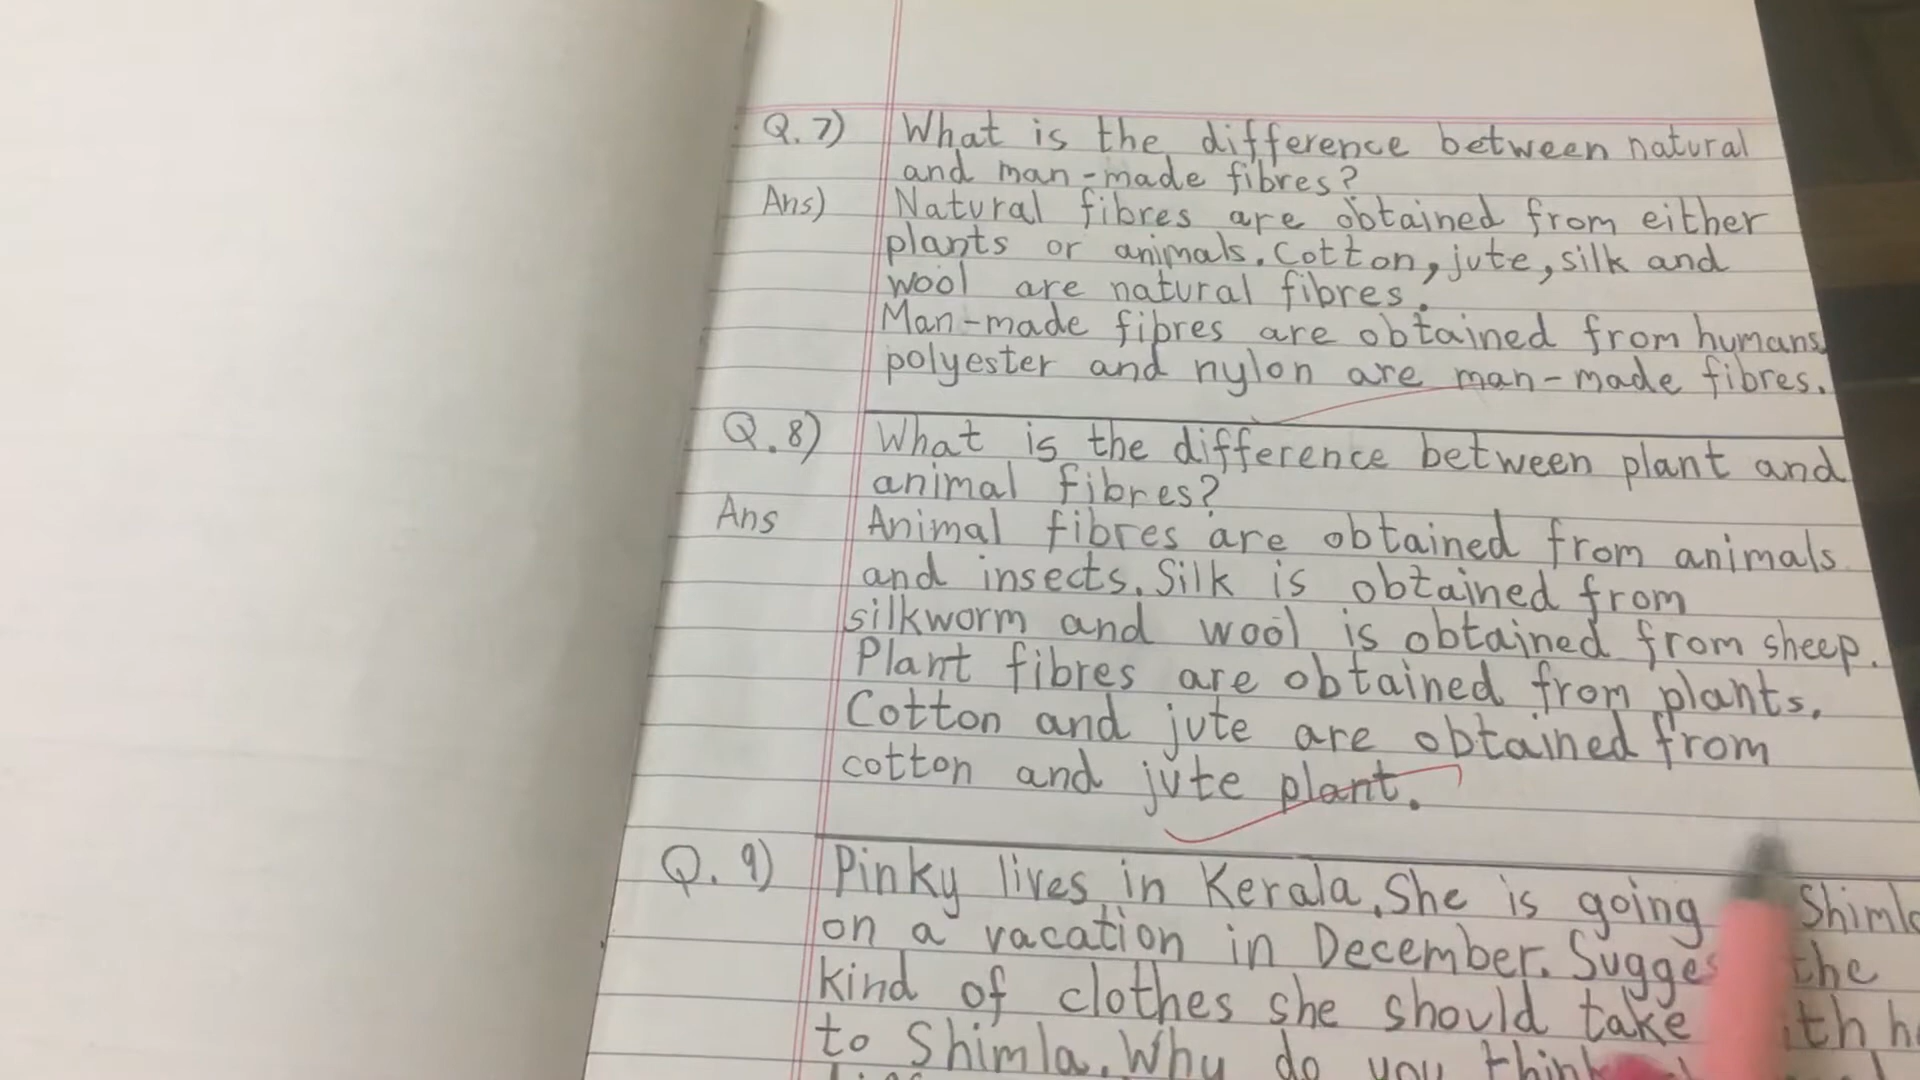 Q.7) What is the difference between natural
and man-made fibres?
Ans) Natural fibres are obtained from either
plants or animals. Cotton, jute, silk and
wool are natural fibres.
Man-made fibres are obtained from humans
polyester and nylon are man-made fibres.
Q.8) What is the difference between plant and
animal fibres?
Ans Animal fibres are obtained from animals
and insects. Silk is obtained from
silkworm and wool is obtained from sheep.
Plant fibres are obtained from plants.
Cotton and jute are obtained from
cotton and jute plant.
Q.9) Pinky lives in Kerala. She is going
on a vacation in December. the
kind of clothes she should take
to Shimla. Why do you think